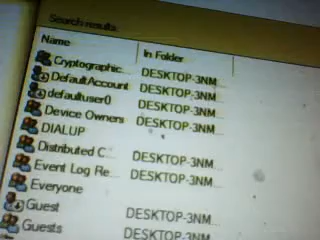 Search results:
Name In Folder
Cryptographic... DESKTOP-3NM...
DefaultAccount DESKTOP-3NM...
defaultuser0 DESKTOP-3NM...
Device Owners DESKTOP-3NM...
DIALUP
Distributed C... DESKTOP-3NM...
Event Log Re... DESKTOP-3NM...
Everyone
Guest DESKTOP-3NM...
Guests DESKTOP-3NM...